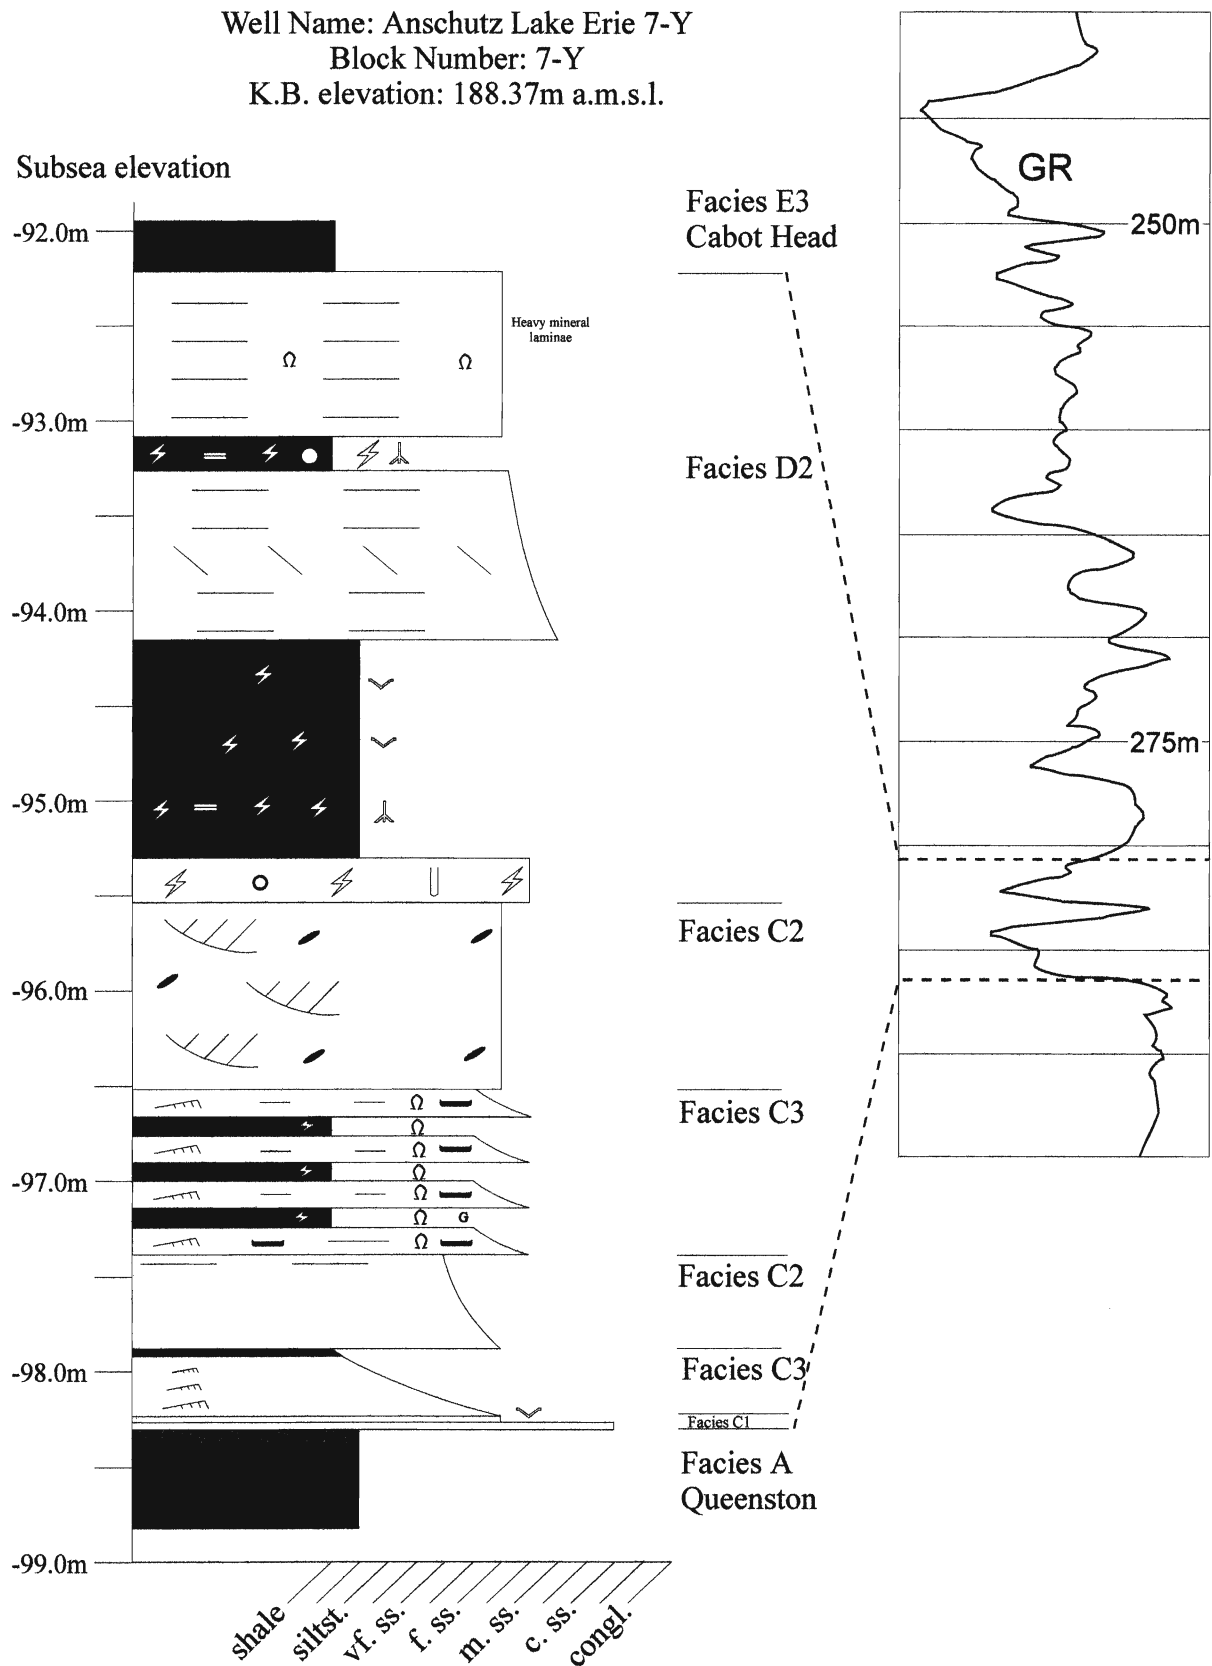 Well Name: Anschutz Lake Erie 7-Y
Block Number: 7-Y
K.B. elevation: 188.37m a.m.s.l.
Subsea elevation
-92.0m
-93.0m
-94.0m
-95.0m
-96.0m
-97.0m
-98.0m
-99.0m
Heavy mineral
laminae
G
shale
siltst.
vf. ss.
f. ss.
m. ss.
c. ss.
congl.
Facies E3
Cabot Head
Facies D2
Facies C2
Facies C3
Facies C2
Facies C3
Facies C1
Facies A
Queenston
GR
250m
275m